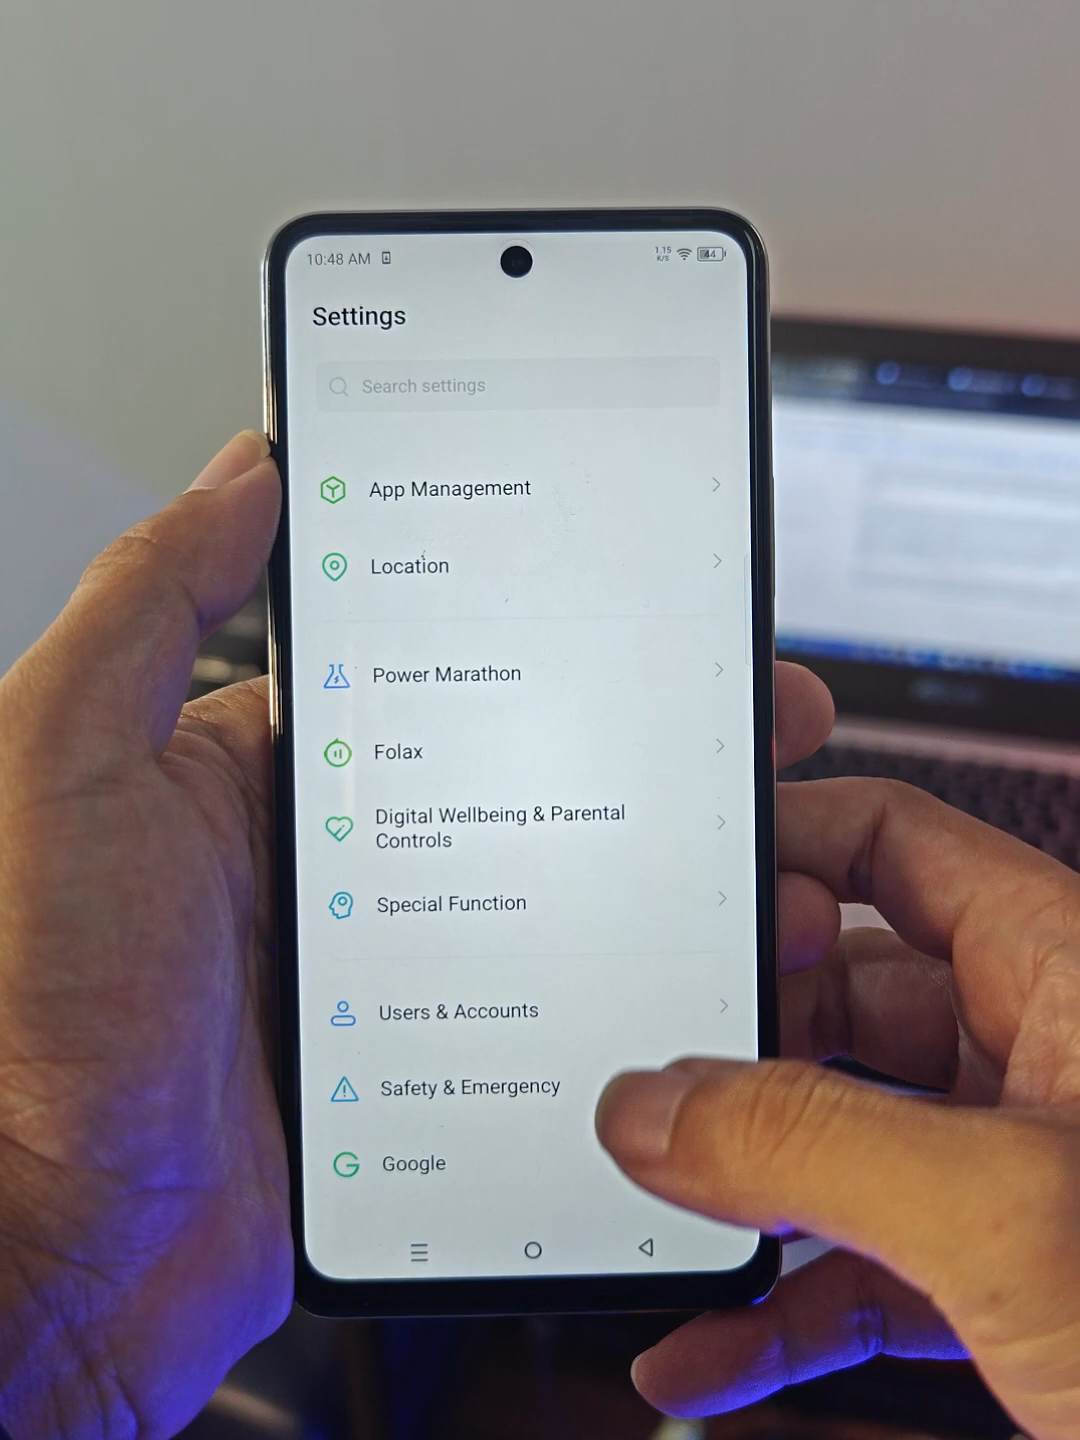 10:48 AM
1.15
K/S
44
Settings
Search settings
App Management
Location
Power Marathon
Folax
Digital Wellbeing & Parental
Controls
Special Function
Users & Accounts
Safety & Emergency
Google